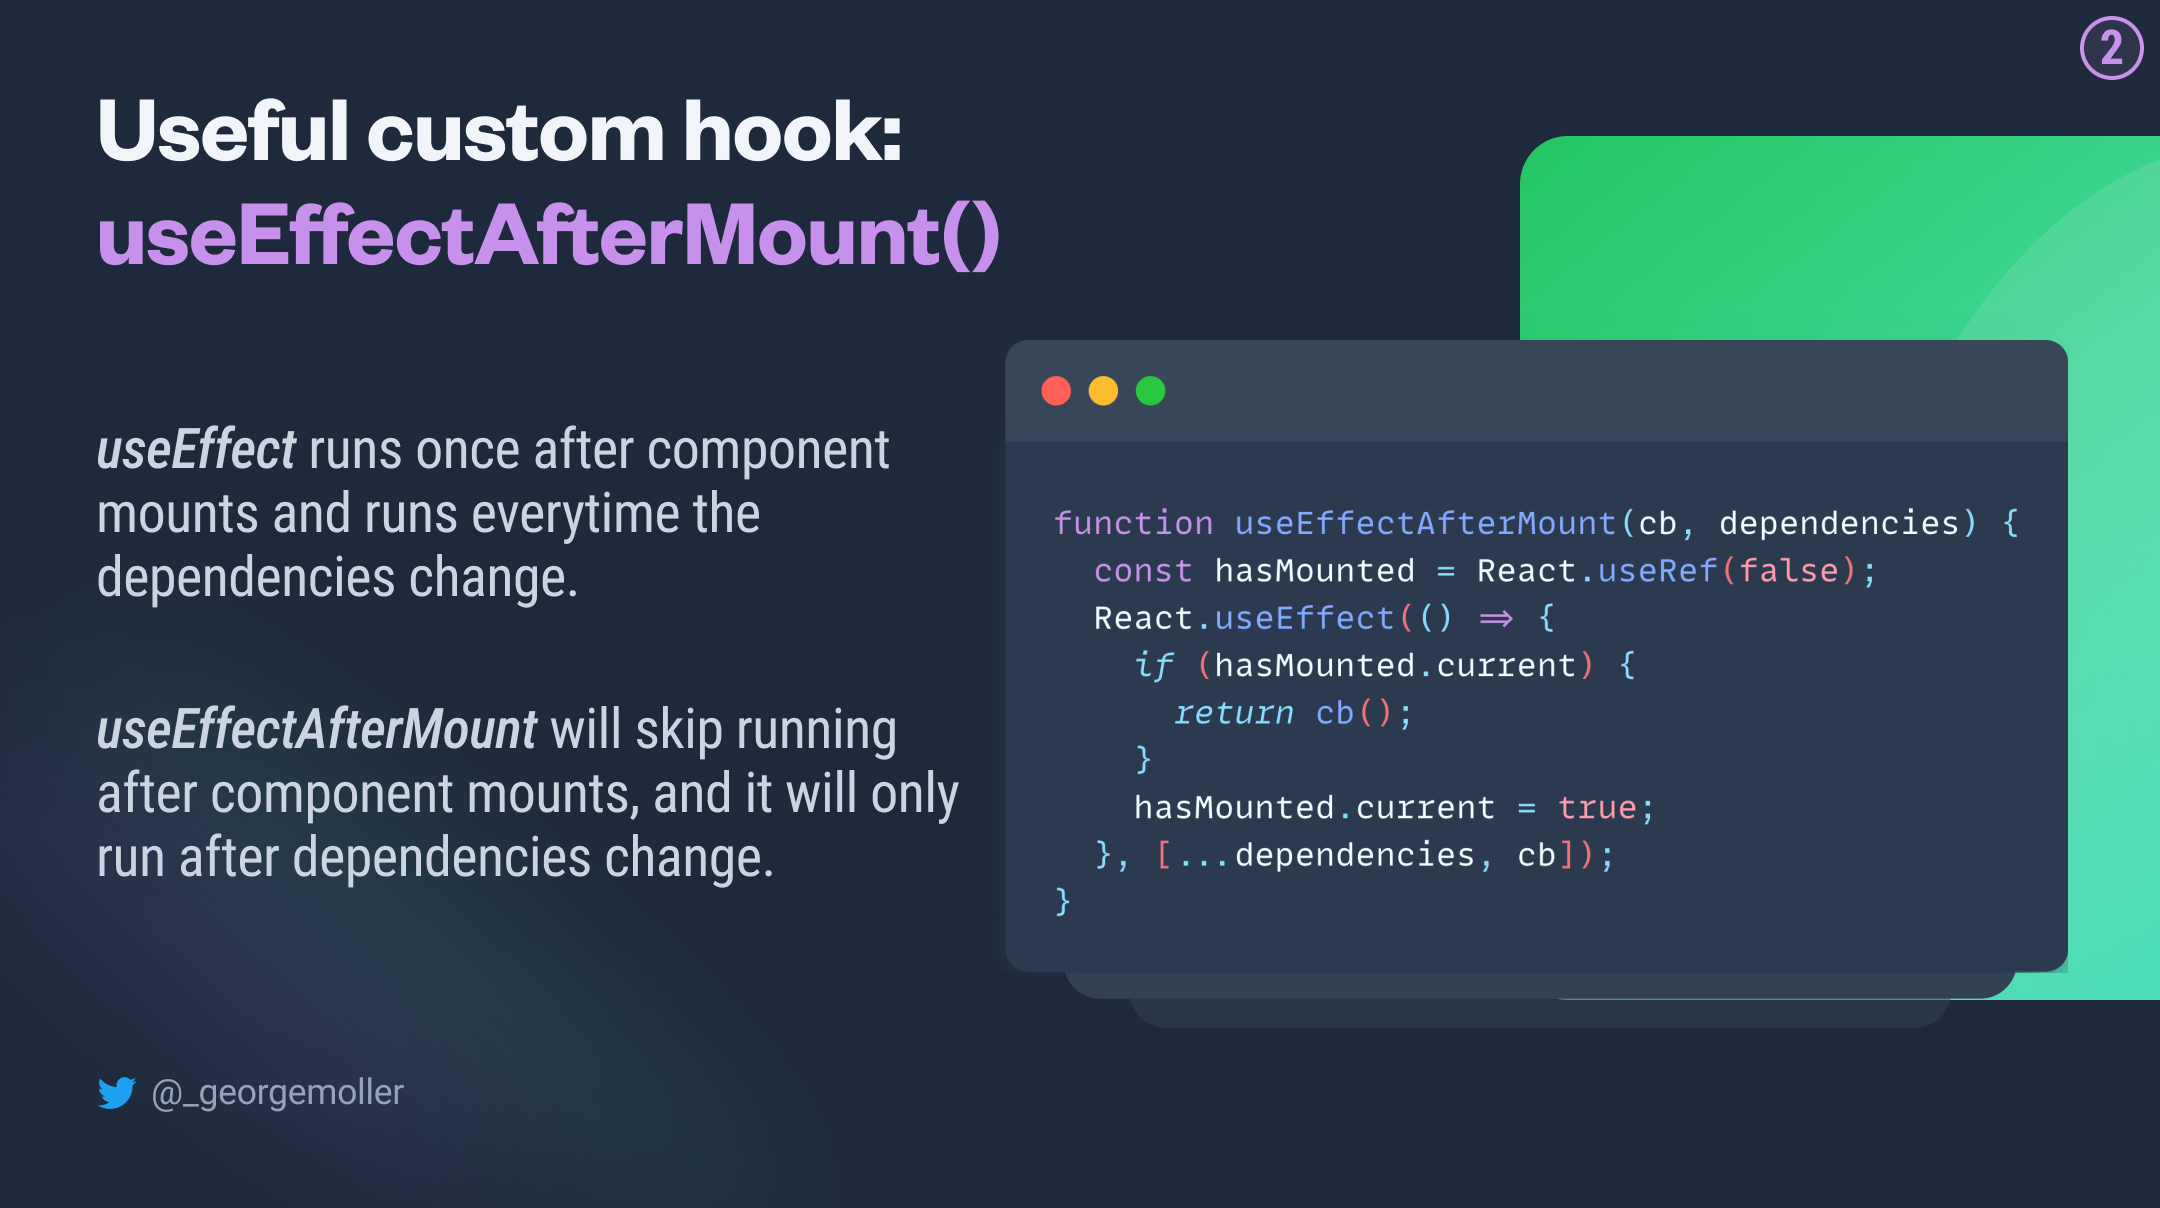 2
Useful custom hook:
useEffectAfterMount()
useEffect runs once after component
mounts and runs everytime the
dependencies change.
useEffectAfterMount will skip running
after component mounts, and it will only
run after dependencies change.
function useEffectAfterMount(cb, dependencies) {
  const hasMounted = React.useRef(false);
  React.useEffect(() => {
    if (hasMounted.current) {
      return cb();
    }
    hasMounted.current = true;
  }, [...dependencies, cb]);
}
@_georgemoller